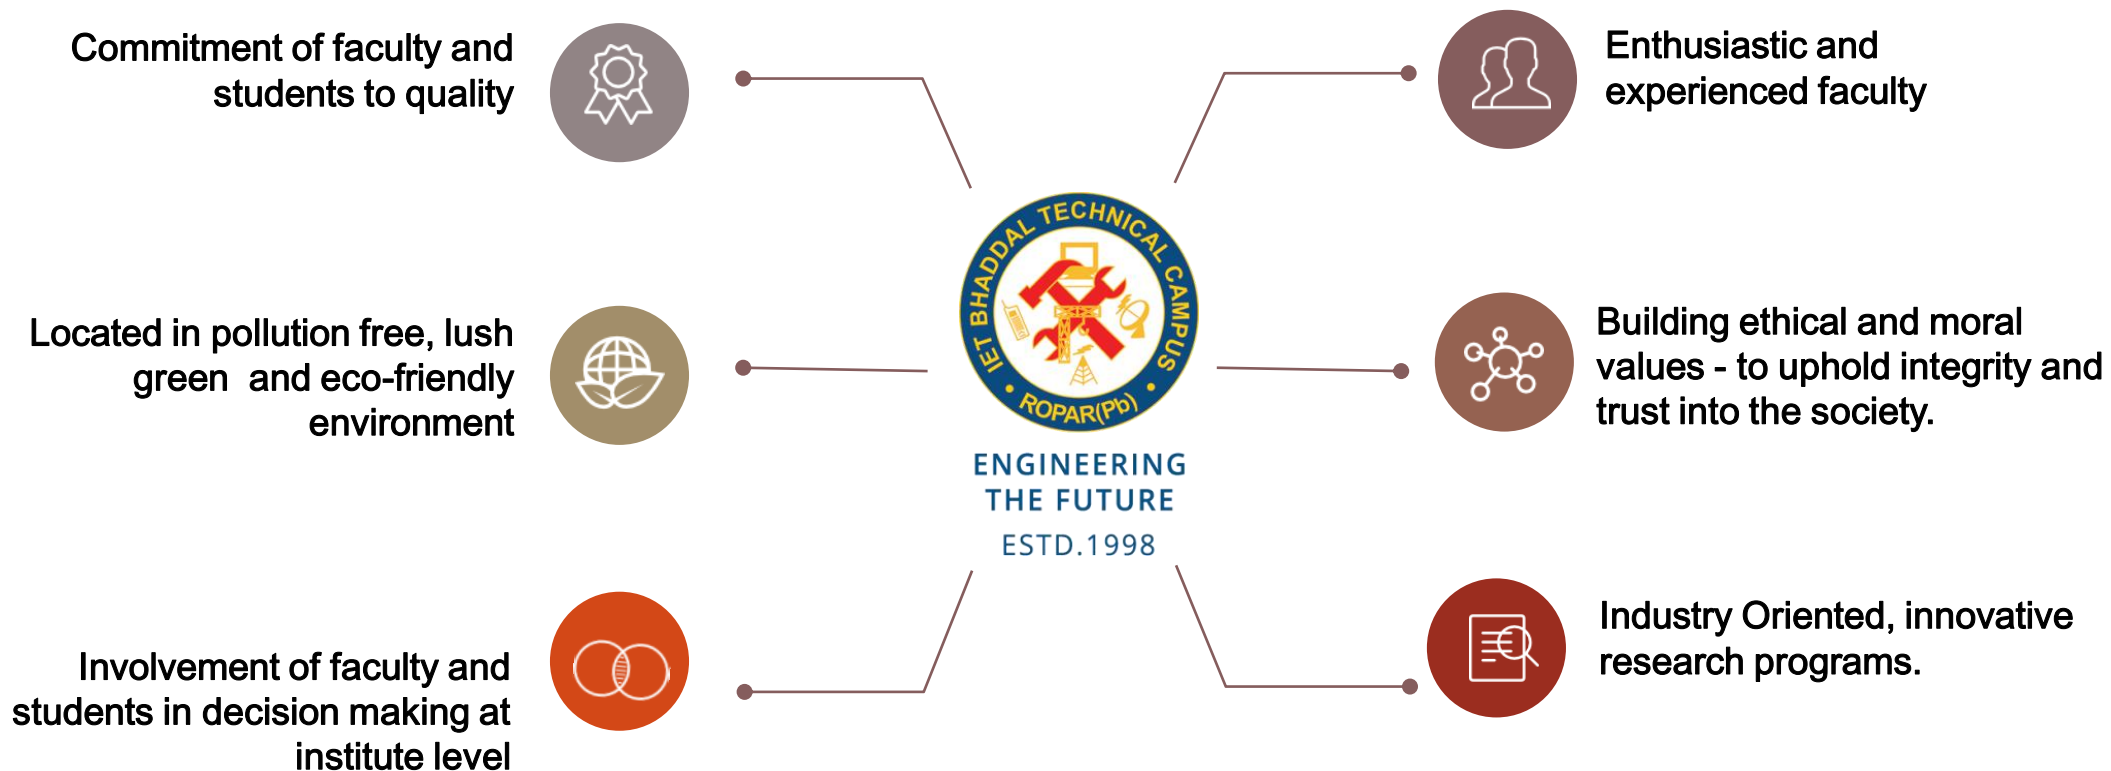 Commitment of faculty and
students to quality
Located in pollution free, lush
green  and eco-friendly
environment
Involvement of faculty and
students in decision making at
institute level
IET BHADDAL TECHNICAL CAMPUS
• ROPAR(Pb) •
ENGINEERING
THE FUTURE
ESTD.1998
Enthusiastic and
experienced faculty
Building ethical and moral
values - to uphold integrity and
trust into the society.
Industry Oriented, innovative
research programs.